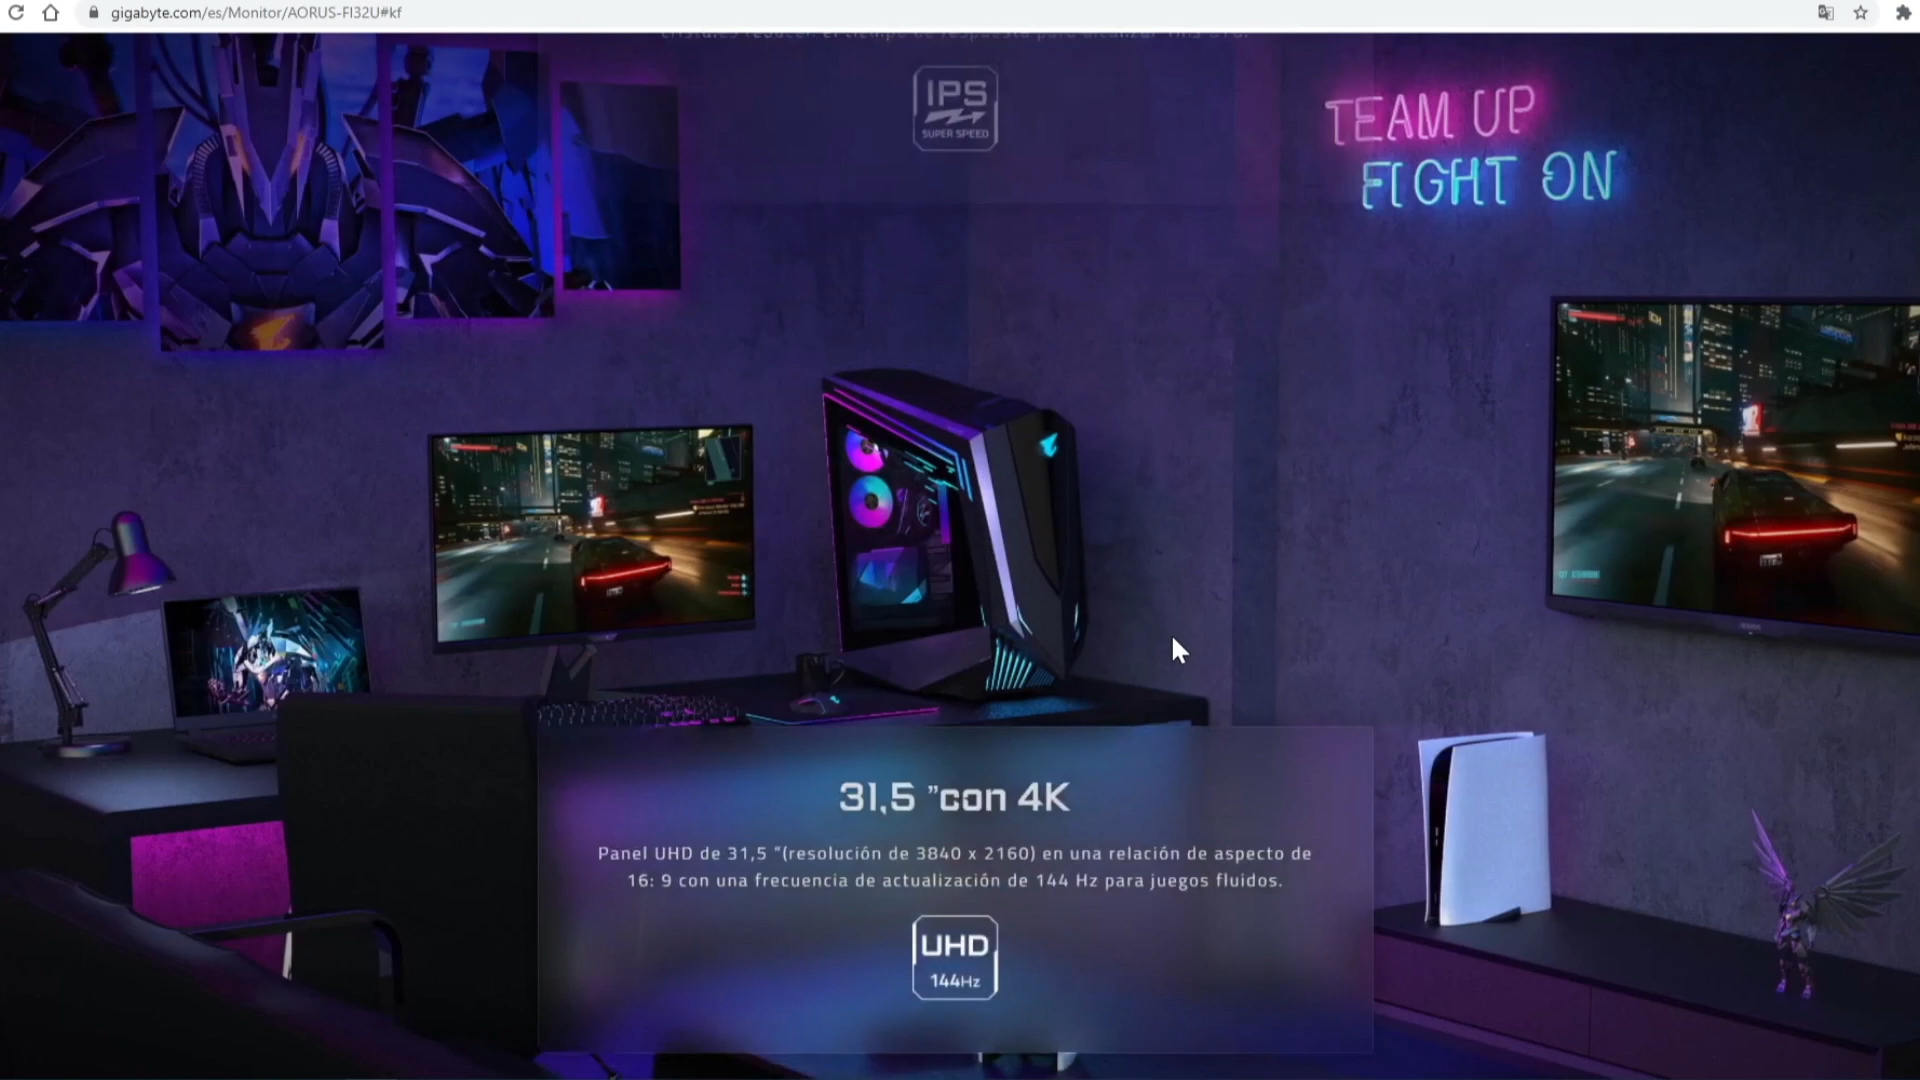 gigabyte.com/es/Monitor/AORUS-FI32U#kf
IPS
SUPER SPEED
TEAM UP
FIGHT ON
31,5 "con 4K
Panel UHD de 31,5 "(resolución de 3840 x 2160) en una relación de aspecto de
16: 9 con una frecuencia de actualización de 144 Hz para juegos fluidos.
UHD
144Hz